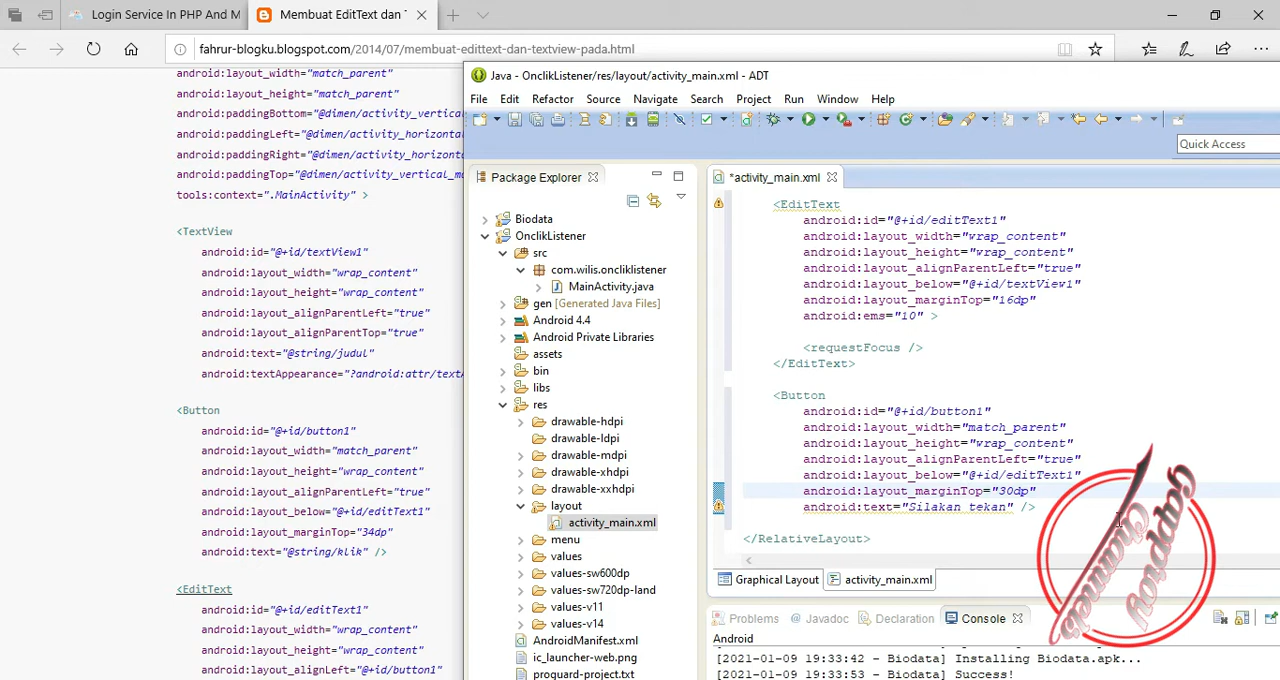 Login Service In PHP And M
Membuat EditText dan T
fahrur-blogku.blogspot.com/2014/07/membuat-edittext-dan-textview-pada.html
android:layout_width="match_parent"
android:layout_height="match_parent"
android:paddingBottom="@dimen/activity_vertical
android:paddingLeft="@dimen/activity_horizontal
android:paddingRight="@dimen/activity_horizonta
android:paddingTop="@dimen/activity_vertical_ma
tools:context=".MainActivity" >
<TextView
android:id="@+id/textView1"
android:layout_width="wrap_content"
android:layout_height="wrap_content"
android:layout_alignParentLeft="true"
android:layout_alignParentTop="true"
android:text="@string/judul"
android:textAppearance="?android:attr/textA
<Button
android:id="@+id/button1"
android:layout_width="match_parent"
android:layout_height="wrap_content"
android:layout_alignParentLeft="true"
android:layout_below="@+id/editText1"
android:layout_marginTop="34dp"
android:text="@string/klik" />
<EditText
android:id="@+id/editText1"
android:layout_width="wrap_content"
android:layout_height="wrap_content"
android:layout_alignLeft="@+id/button1"
Java - OnclikListener/res/layout/activity_main.xml - ADT
File Edit Refactor Source Navigate Search Project Run Window Help
Quick Access
Package Explorer
Biodata
OnclikListener
src
com.wilis.oncliklistener
MainActivity.java
gen [Generated Java Files]
Android 4.4
Android Private Libraries
assets
bin
libs
res
drawable-hdpi
drawable-ldpi
drawable-mdpi
drawable-xhdpi
drawable-xxhdpi
layout
activity_main.xml
menu
values
values-sw600dp
values-sw720dp-land
values-v11
values-v14
AndroidManifest.xml
ic_launcher-web.png
proguard-project.txt
*activity_main.xml
<EditText
android:id="@+id/editText1"
android:layout_width="wrap_content"
android:layout_height="wrap_content"
android:layout_alignParentLeft="true"
android:layout_below="@+id/textView1"
android:layout_marginTop="16dp"
android:ems="10" >
<requestFocus />
</EditText>
<Button
android:id="@+id/button1"
android:layout_width="match_parent"
android:layout_height="wrap_content"
android:layout_alignParentLeft="true"
android:layout_below="@+id/editText1"
android:layout_marginTop="30dp"
android:text="Silakan tekan" />
</RelativeLayout>
Graphical Layout activity_main.xml
Problems Javadoc Declaration Console
Android
[2021-01-09 19:33:42 - Biodata] Installing Biodata.apk...
[2021-01-09 19:33:53 - Biodata] Success!
Gapproy
Channels